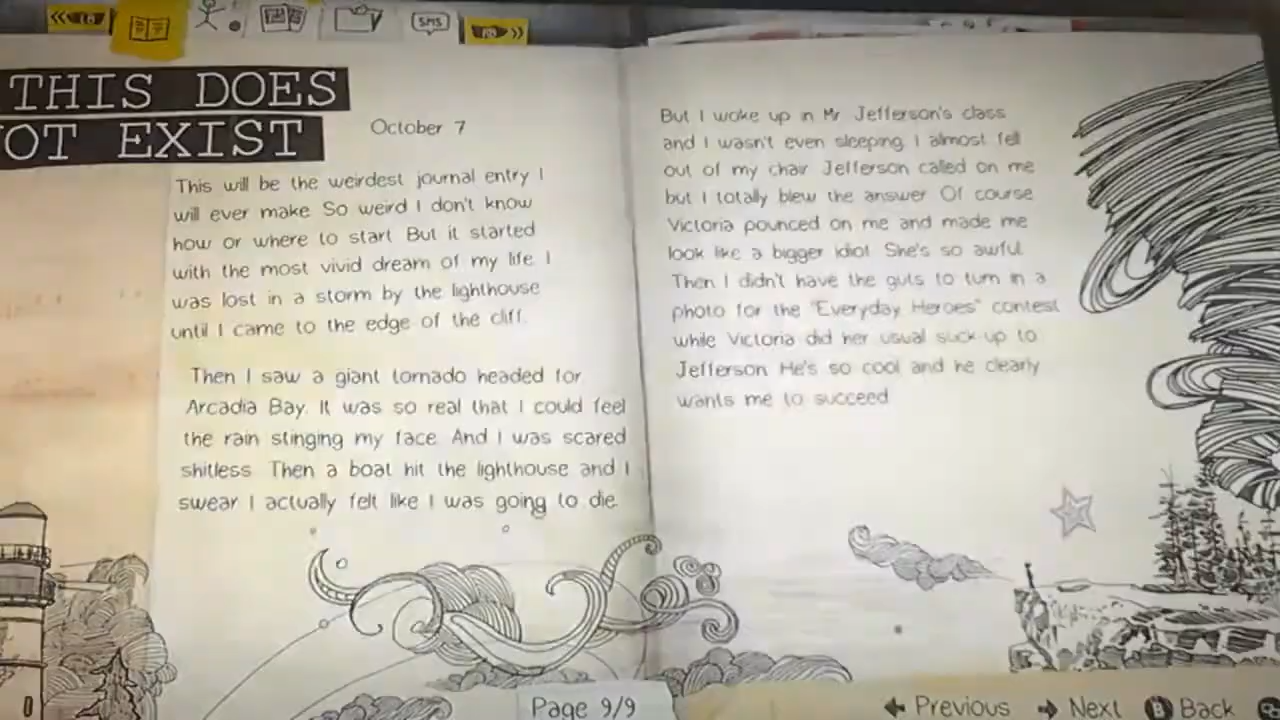 SMS
THIS DOES
OT EXIST
October 7
This will be the weirdest journal entry I
will ever make So weird I don't know
how or where to start But it started
with the most vivid dream of my life I
was lost in a storm by the lighthouse
until I came to the edge of the cliff.
Then I saw a giant tornado headed for
Arcadia Bay. It was so real that I could feel
the rain stinging my face And I was scared
shitless Then a boat hit the lighthouse and I
swear I actually felt like I was going to die
But I woke up in Mr Jefferson's class
and I wasn't even sleeping. I almost fell
out of my chair Jefferson called on me
but I totally blew the answer Of course
Victoria pounced on me and made me
look like a bigger idiot She's so awful
Then I didn't have the guts to turn in a
photo for the "Everyday Heroes" contest
while Victoria did her usual suck-up to
Jefferson He's so cool and he clearly
wants me to succeed
Page 9/9
Previous
Next
B Back